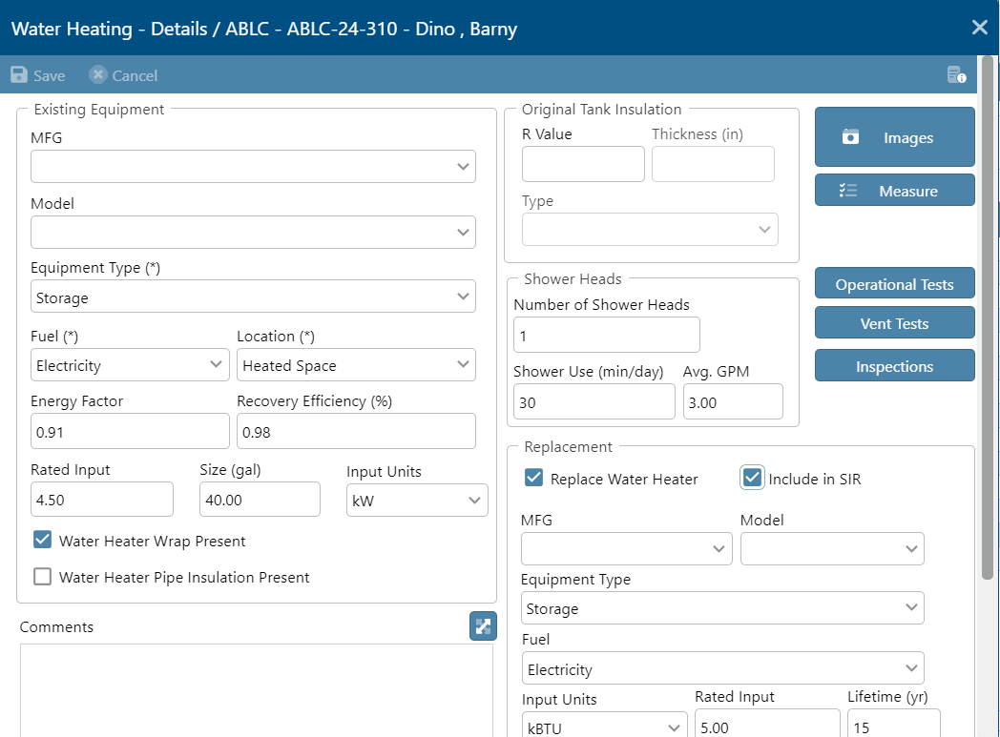 Water Heating - Details / ABLC - ABLC-24-310 - Dino , Barny
Save Cancel
Existing Equipment
MFG
Model
Equipment Type (*)
Storage
Fuel (*) Location (*)
Electricity Heated Space
Energy Factor Recovery Efficiency (%)
0.91 0.98
Rated Input Size (gal) Input Units
4.50 40.00 kW
Water Heater Wrap Present
Water Heater Pipe Insulation Present
Comments
Original Tank Insulation
R Value Thickness (in)
Type
Shower Heads
Number of Shower Heads
1
Shower Use (min/day) Avg. GPM
30 3.00
Replacement
Replace Water Heater Include in SIR
MFG Model
Equipment Type
Storage
Fuel
Electricity
Input Units Rated Input Lifetime (yr)
kBTU 5.00 15
Images
Measure
Operational Tests
Vent Tests
Inspections